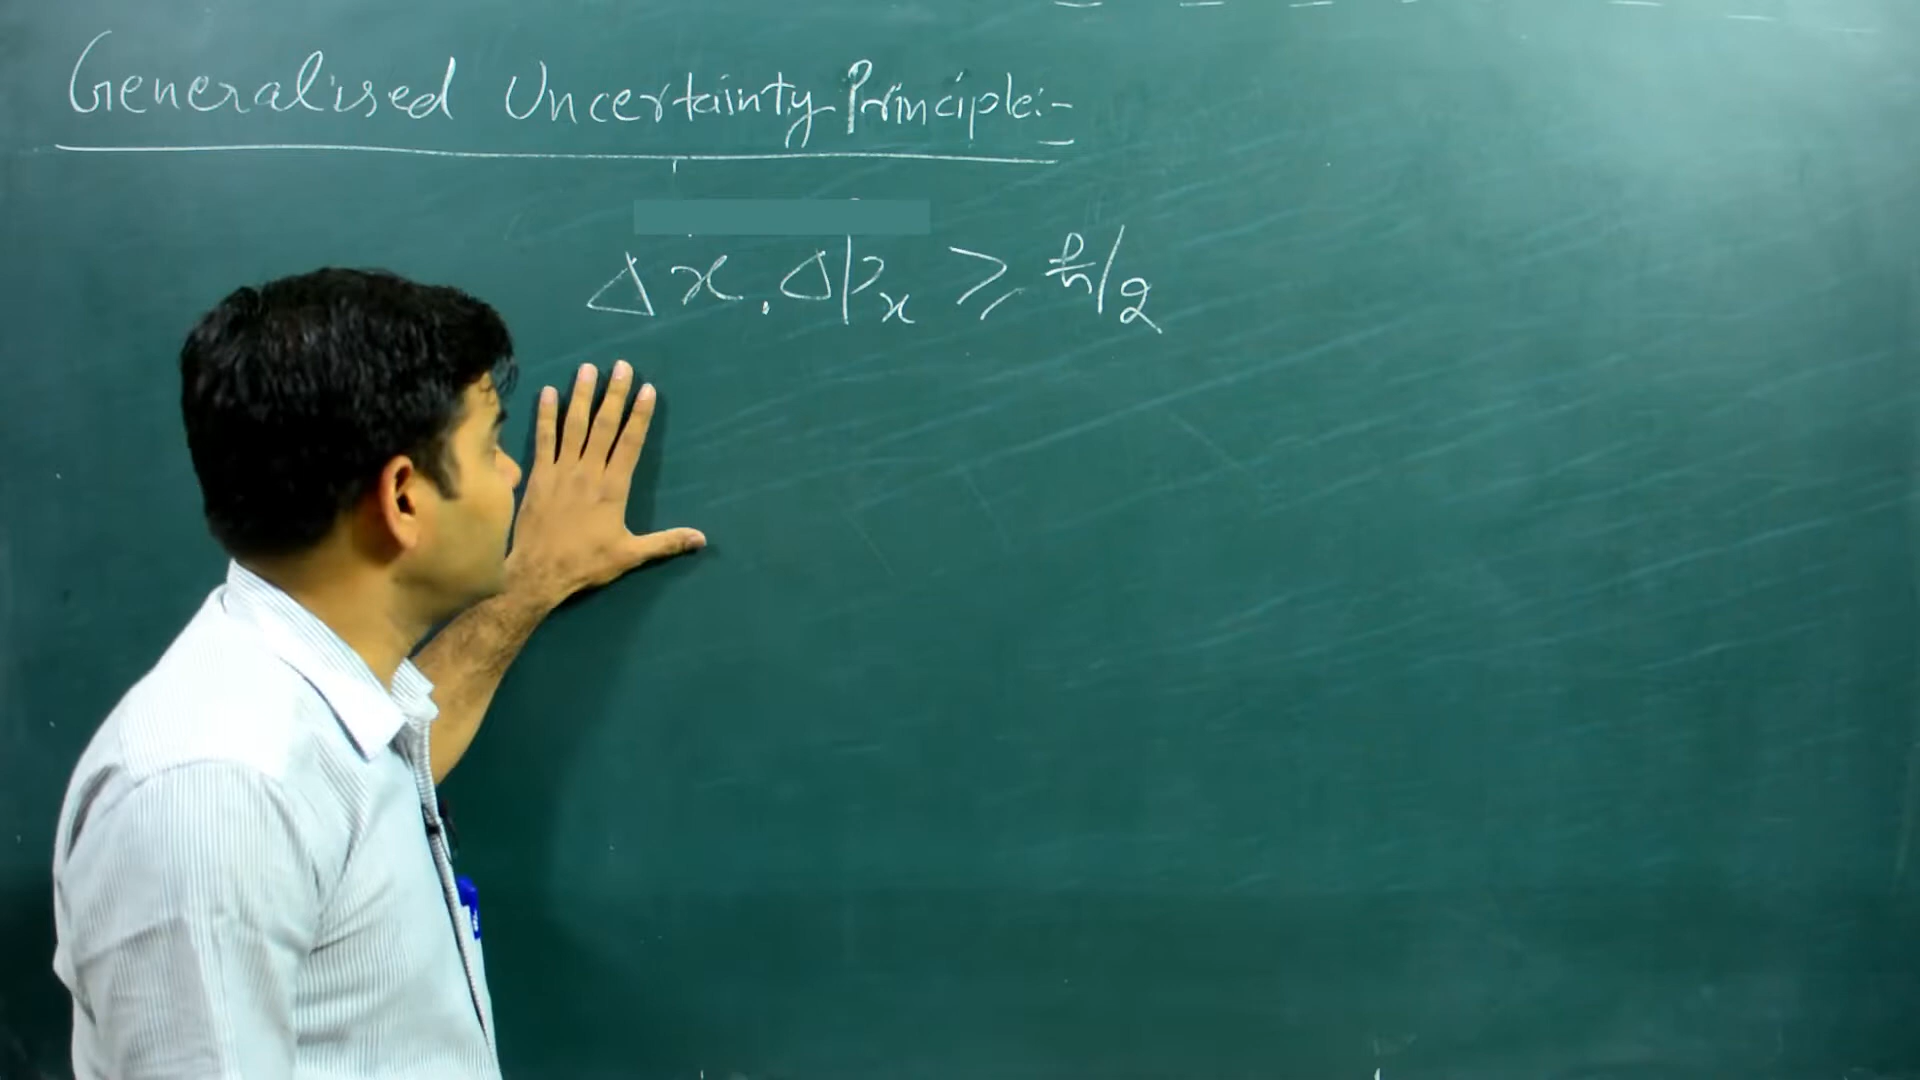 Generalised Uncertainty Principle:-
Δx . Δpx ≥ ħ/2